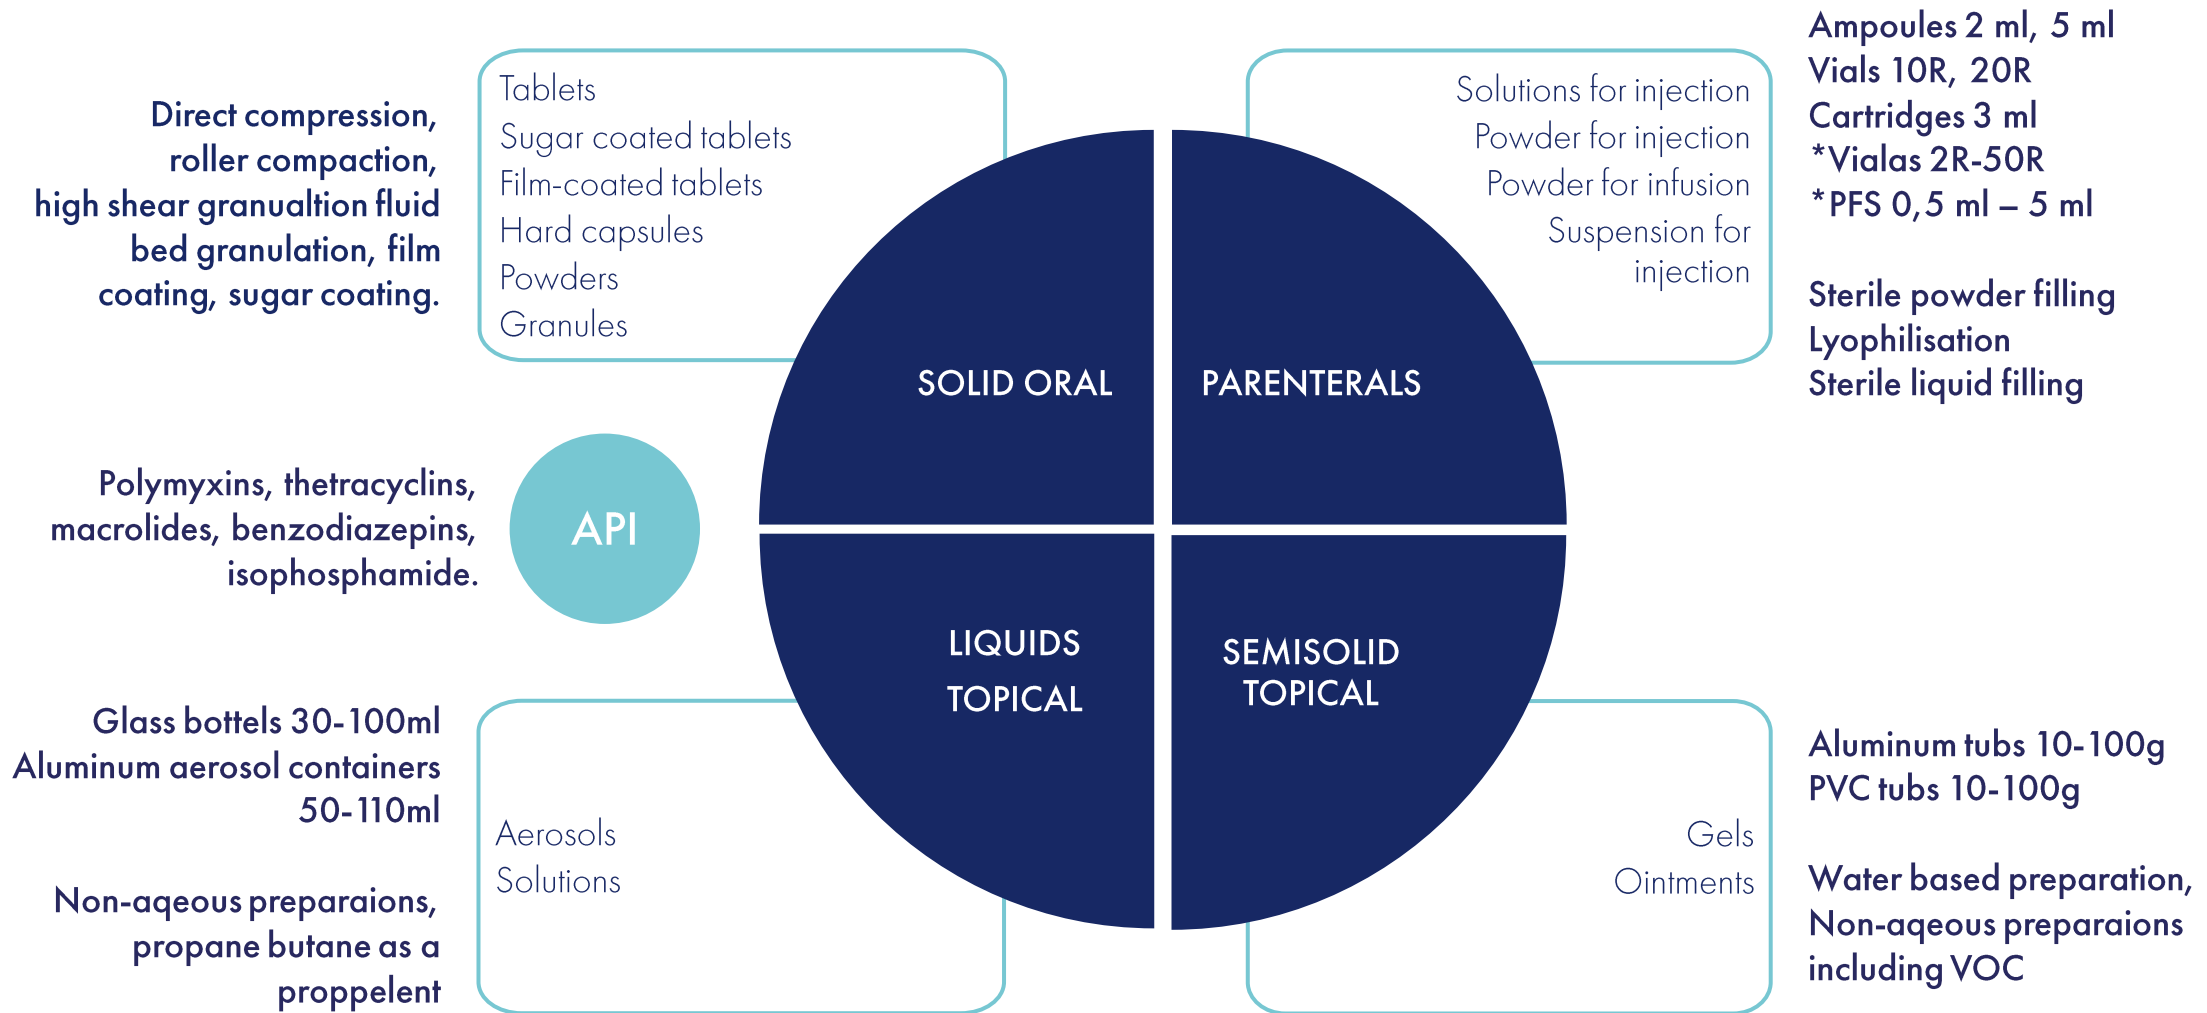 Direct compression,
roller compaction,
high shear granualtion fluid
bed granulation, film
coating, sugar coating.
Tablets
Sugar coated tablets
Film-coated tablets
Hard capsules
Powders
Granules
SOLID ORAL
PARENTERALS
Solutions for injection
Powder for injection
Powder for infusion
Suspension for
injection
Ampoules 2 ml, 5 ml
Vials 10R, 20R
Cartridges 3 ml
*Vialas 2R-50R
*PFS 0,5 ml – 5 ml
Sterile powder filling
Lyophilisation
Sterile liquid filling
Polymyxins, thetracyclins,
macrolides, benzodiazepins,
isophosphamide.
API
Glass bottels 30-100ml
Aluminum aerosol containers
50-110ml
Non-aqeous preparaions,
propane butane as a
proppelent
Aerosols
Solutions
LIQUIDS
TOPICAL
SEMISOLID
TOPICAL
Gels
Ointments
Aluminum tubs 10-100g
PVC tubs 10-100g
Water based preparation,
Non-aqeous preparaions
including VOC